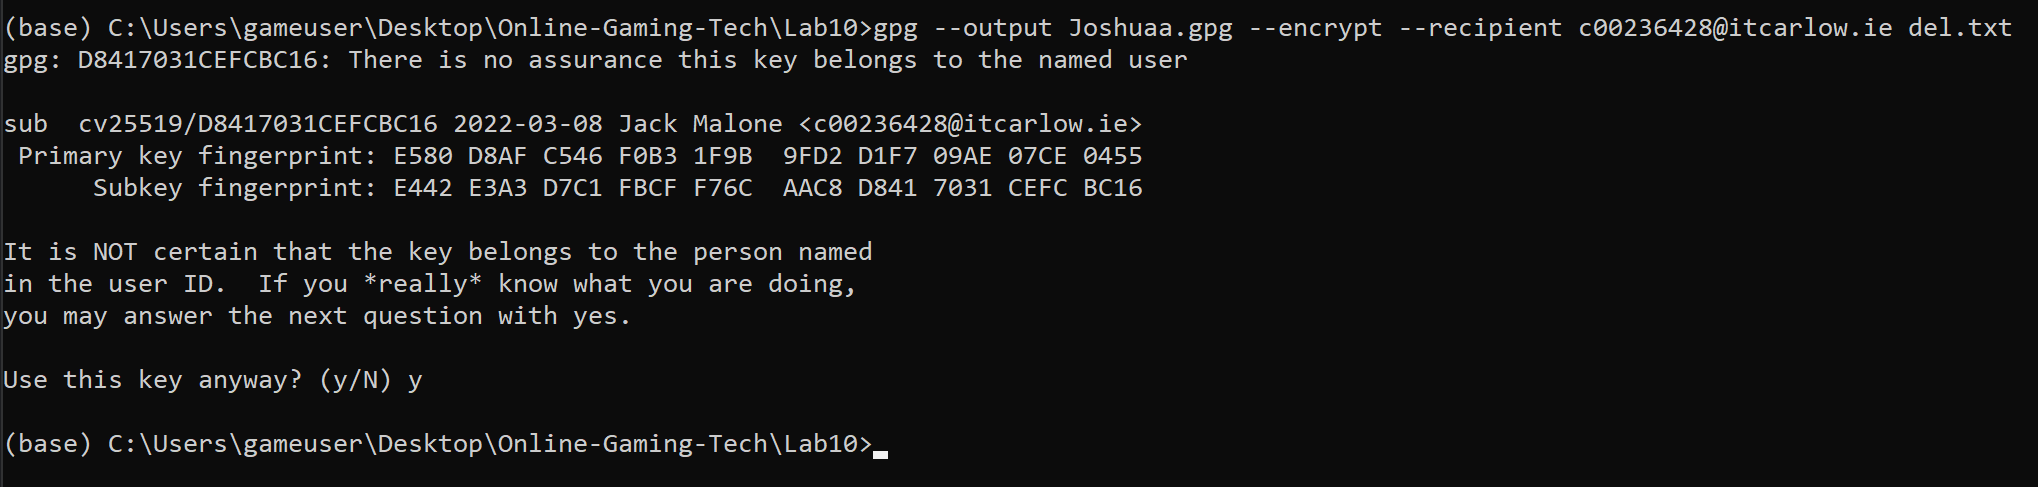 (base) C:\Users\gameuser\Desktop\Online-Gaming-Tech\Lab10>gpg --output Joshuaa.gpg --encrypt --recipient c00236428@itcarlow.ie del.txt
gpg: D8417031CEFCBC16: There is no assurance this key belongs to the named user
sub  cv25519/D8417031CEFCBC16 2022-03-08 Jack Malone <c00236428@itcarlow.ie>
 Primary key fingerprint: E580 D8AF C546 F0B3 1F9B  9FD2 D1F7 09AE 07CE 0455
      Subkey fingerprint: E442 E3A3 D7C1 FBCF F76C  AAC8 D841 7031 CEFC BC16
It is NOT certain that the key belongs to the person named
in the user ID.  If you *really* know what you are doing,
you may answer the next question with yes.
Use this key anyway? (y/N) y
(base) C:\Users\gameuser\Desktop\Online-Gaming-Tech\Lab10>